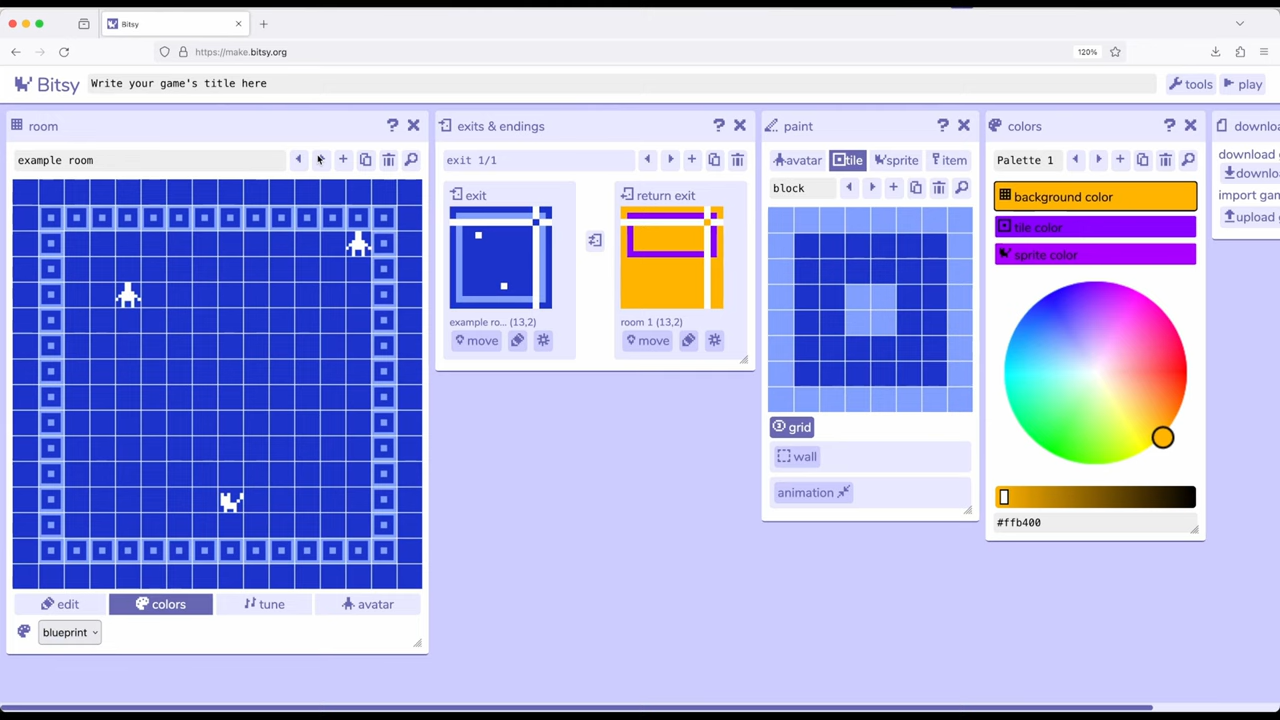 Bitsy
https://make.bitsy.org
120%
Bitsy
Write your game's title here
tools
play
room
?
example room
edit
colors
tune
avatar
blueprint
exits & endings
?
exit 1/1
exit
return exit
example ro... (13,2)
room 1 (13,2)
move
move
paint
?
avatar
tile
sprite
item
block
grid
wall
animation
colors
?
Palette 1
background color
tile color
sprite color
#ffb400
downloa
download g
downlo
import gam
upload g